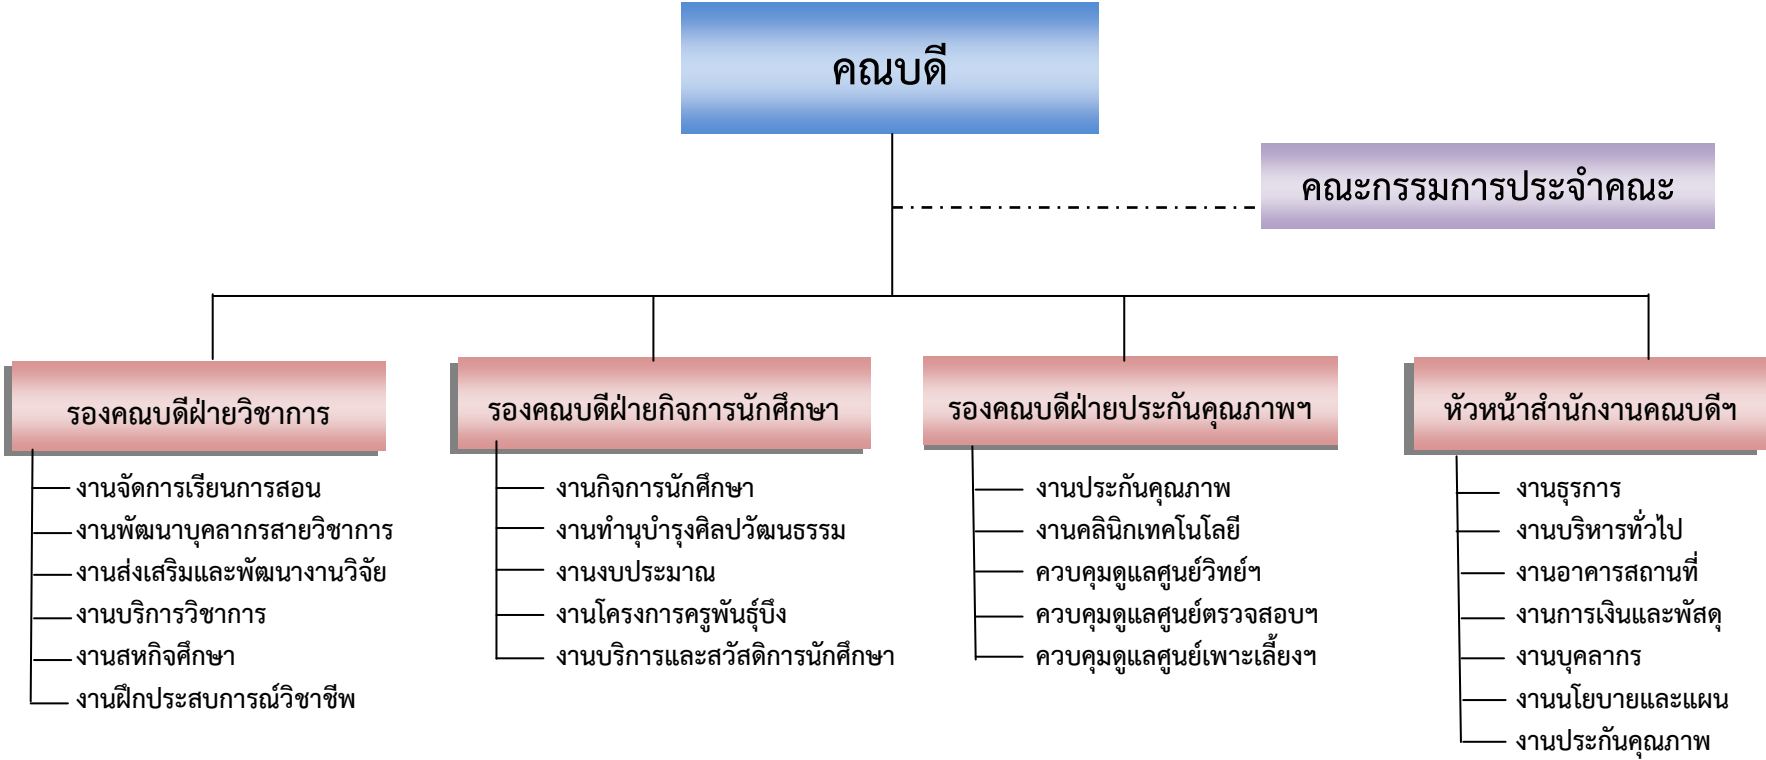 คณบดี
คณะกรรมการประจำคณะ
รองคณบดีฝ่ายวิชาการ
งานจัดการเรียนการสอน
งานพัฒนาบุคลากรสายวิชาการ
งานส่งเสริมและพัฒนางานวิจัย
งานบริการวิชาการ
งานสหกิจศึกษา
งานฝึกประสบการณ์วิชาชีพ
รองคณบดีฝ่ายกิจการนักศึกษา
งานกิจการนักศึกษา
งานทำนุบำรุงศิลปวัฒนธรรม
งานงบประมาณ
งานโครงการครูพันธุ์บึง
งานบริการและสวัสดิการนักศึกษา
รองคณบดีฝ่ายประกันคุณภาพฯ
งานประกันคุณภาพ
งานคลินิกเทคโนโลยี
ควบคุมดูแลศูนย์วิทย์ฯ
ควบคุมดูแลศูนย์ตรวจสอบฯ
ควบคุมดูแลศูนย์เพาะเลี้ยงฯ
หัวหน้าสำนักงานคณบดีฯ
งานธุรการ
งานบริหารทั่วไป
งานอาคารสถานที่
งานการเงินและพัสดุ
งานบุคลากร
งานนโยบายและแผน
งานประกันคุณภาพ